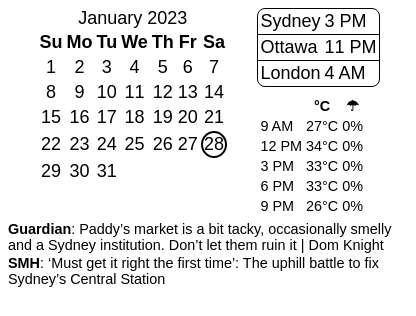 January 2023
Su Mo Tu We Th Fr Sa
1 2 3 4 5 6 7
8 9 10 11 12 13 14
15 16 17 18 19 20 21
22 23 24 25 26 27 28
29 30 31
Sydney 3 PM
Ottawa 11 PM
London 4 AM
°C ☂
9 AM 27°C 0%
12 PM 34°C 0%
3 PM 33°C 0%
6 PM 33°C 0%
9 PM 26°C 0%
Guardian: Paddy’s market is a bit tacky, occasionally smelly
and a Sydney institution. Don’t let them ruin it | Dom Knight
SMH: ‘Must get it right the first time’: The uphill battle to fix
Sydney’s Central Station